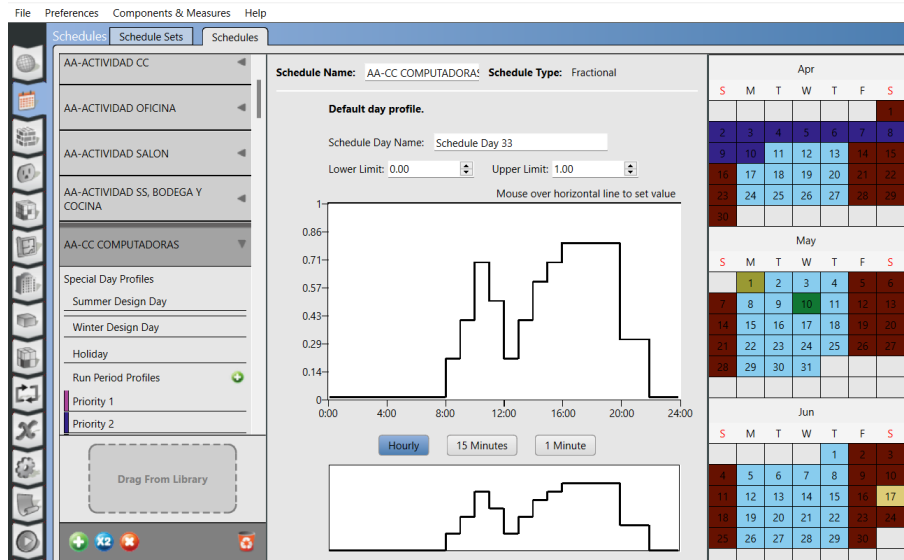 File Preferences Components & Measures Help
Schedules Schedule Sets Schedules
AA-ACTIVIDAD CC
AA-ACTIVIDAD OFICINA
AA-ACTIVIDAD SALON
AA-ACTIVIDAD SS, BODEGA Y
COCINA
AA-CC COMPUTADORAS
Special Day Profiles
Summer Design Day
Winter Design Day
Holiday
Run Period Profiles
Priority 1
Priority 2
Drag From Library
X2
Schedule Name: AA-CC COMPUTADORAS Schedule Type: Fractional
Default day profile.
Schedule Day Name: Schedule Day 33
Lower Limit: 0.00 Upper Limit: 1.00
Mouse over horizontal line to set value
1
0.86
0.71
0.57
0.43
0.29
0.14
0
0:00 4:00 8:00 12:00 16:00 20:00 24:00
Hourly 15 Minutes 1 Minute
Apr
S M T W T F S
1
2 3 4 5 6 7 8
9 10 11 12 13 14 15
16 17 18 19 20 21 22
23 24 25 26 27 28 29
30
May
S M T W T F S
1 2 3 4 5 6
7 8 9 10 11 12 13
14 15 16 17 18 19 20
21 22 23 24 25 26 27
28 29 30 31
Jun
S M T W T F S
1 2 3
4 5 6 7 8 9 10
11 12 13 14 15 16 17
18 19 20 21 22 23 24
25 26 27 28 29 30